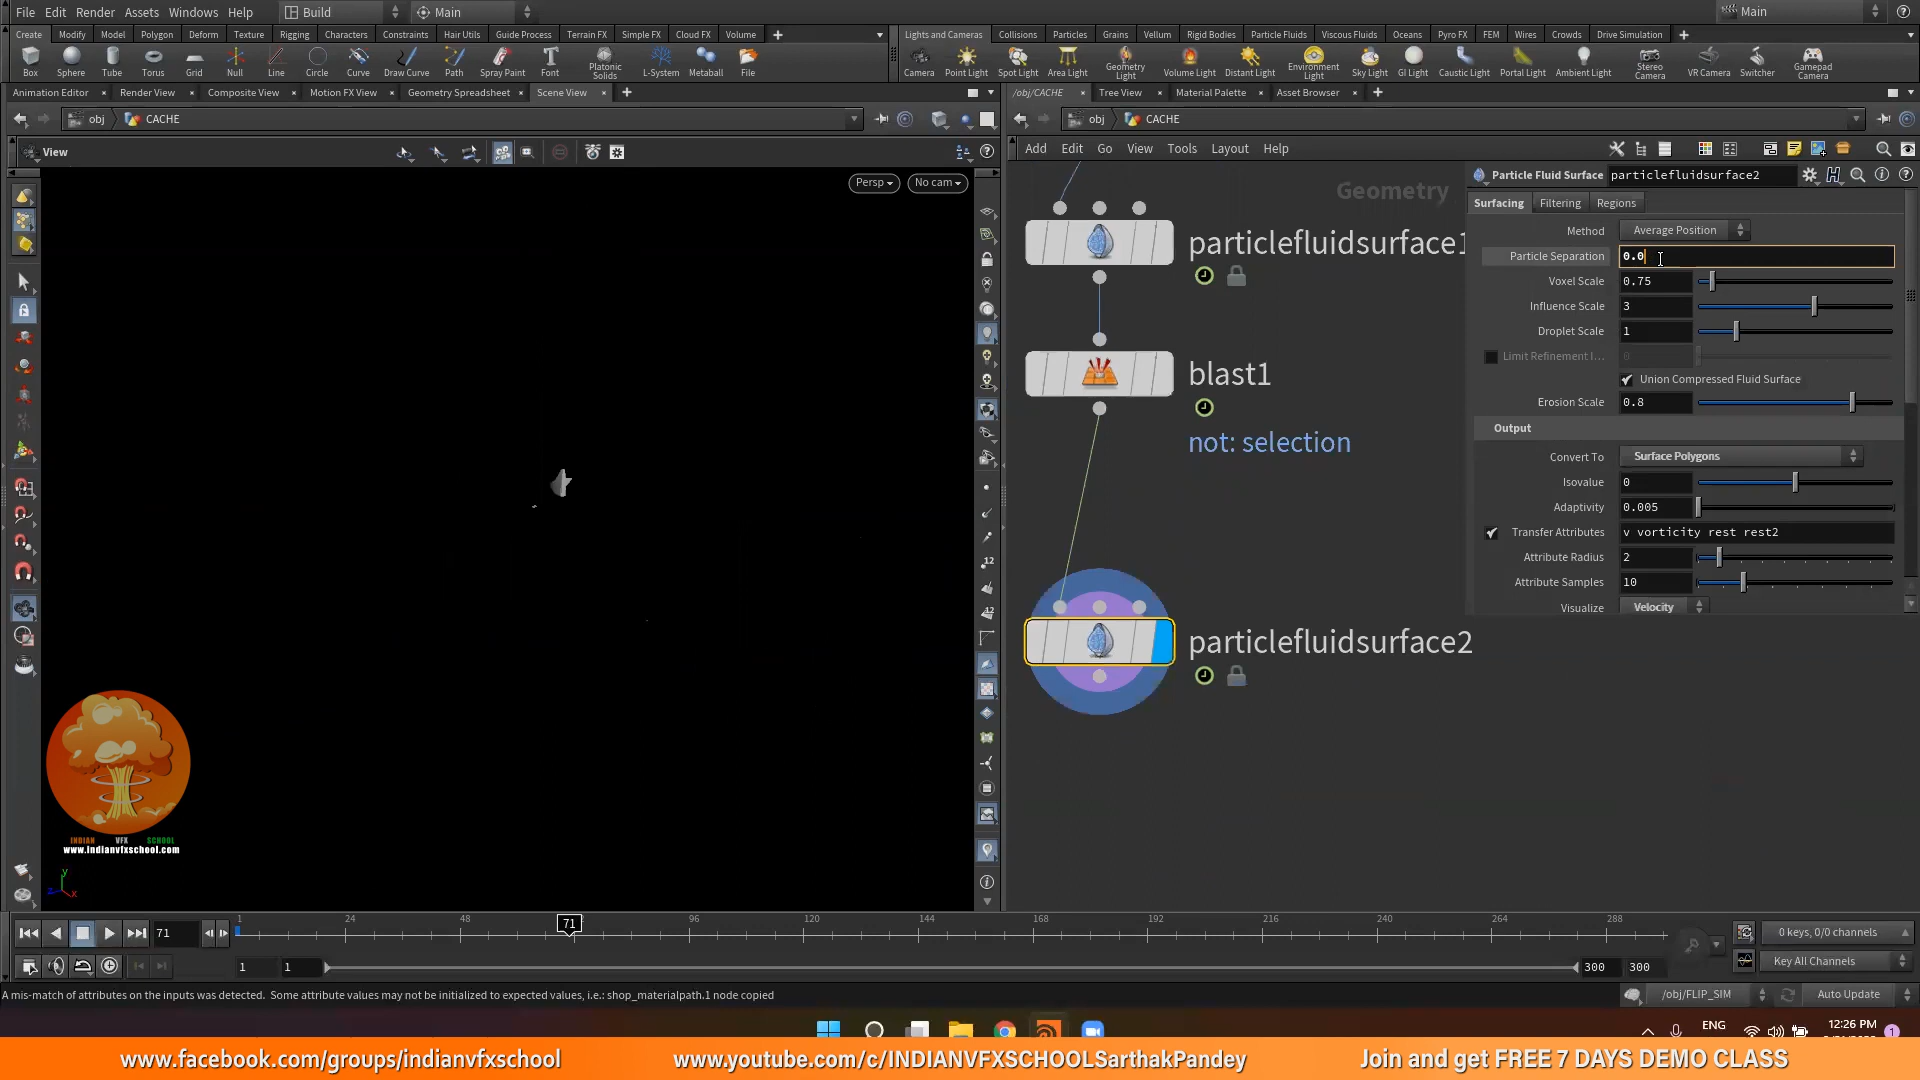 File Edit Render Assets Windows Help Build Main Main
Create Modify Model Polygon Deform Texture Rigging Characters Constraints Hair Utils Guide Process Terrain FX Simple FX Cloud FX Volume
Lights and Cameras Collisions Particles Grains Vellum Rigid Bodies Particle Fluids Viscous Fluids Oceans Pyro FX FEM Wires Crowds Drive Simulation
Box Sphere Tube Torus Grid Null Line Circle Curve Draw Curve Path Spray Paint Font Platonic Solids L-System Metaball File
Camera Point Light Spot Light Area Light Geometry Light Volume Light Distant Light Environment Light Sky Light GI Light Caustic Light Portal Light Ambient Light Stereo Camera VR Camera Switcher Gamepad Camera
Animation Editor Render View Composite View Motion FX View Geometry Spreadsheet Scene View
/obj/CACHE Tree View Material Palette Asset Browser
obj CACHE
obj CACHE
View
Add Edit Go View Tools Layout Help
Persp No cam
Geometry
Particle Fluid Surface particlefluidsurface2
Surfacing Filtering Regions
Method Average Position
Particle Separation 0.0
Voxel Scale 0.75
Influence Scale 3
Droplet Scale 1
Limit Refinement I... 0
Union Compressed Fluid Surface
Erosion Scale 0.8
Output
Convert To Surface Polygons
Isovalue 0
Adaptivity 0.005
Transfer Attributes v vorticity rest rest2
Attribute Radius 2
Attribute Samples 10
Visualize Velocity
particlefluidsurface1
blast1
not: selection
particlefluidsurface2
12
12
INDIAN VFX SCHOOL
www.indianvfxschool.com
y
z x
71
1 24 48 71 96 120 144 168 192 216 240 264 288
0 keys, 0/0 channels
1 1 300 300
Key All Channels
A mis-match of attributes on the inputs was detected. Some attribute values may not be initialized to expected values, i.e.: shop_materialpath.1 node copied
/obj/FLIP_SIM Auto Update
ENG
12:26 PM
1
www.facebook.com/groups/indianvfxschool www.youtube.com/c/INDIANVFXSCHOOLSarthakPandey Join and get FREE 7 DAYS DEMO CLASS